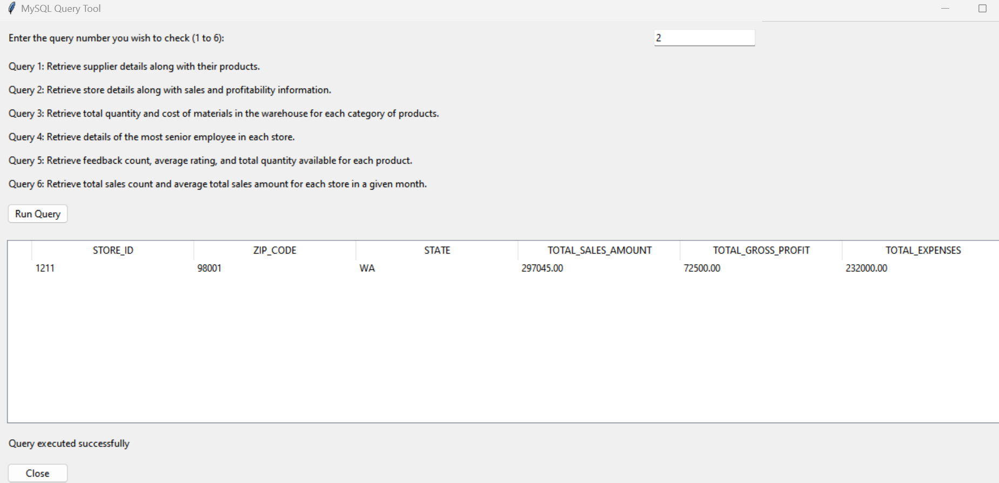 MySQL Query Tool
Enter the query number you wish to check (1 to 6): 2
Query 1: Retrieve supplier details along with their products.
Query 2: Retrieve store details along with sales and profitability information.
Query 3: Retrieve total quantity and cost of materials in the warehouse for each category of products.
Query 4: Retrieve details of the most senior employee in each store.
Query 5: Retrieve feedback count, average rating, and total quantity available for each product.
Query 6: Retrieve total sales count and average total sales amount for each store in a given month.
Run Query
STORE_ID ZIP_CODE STATE TOTAL_SALES_AMOUNT TOTAL_GROSS_PROFIT TOTAL_EXPENSES
1211 98001 WA 297045.00 72500.00 232000.00
Query executed successfully
Close